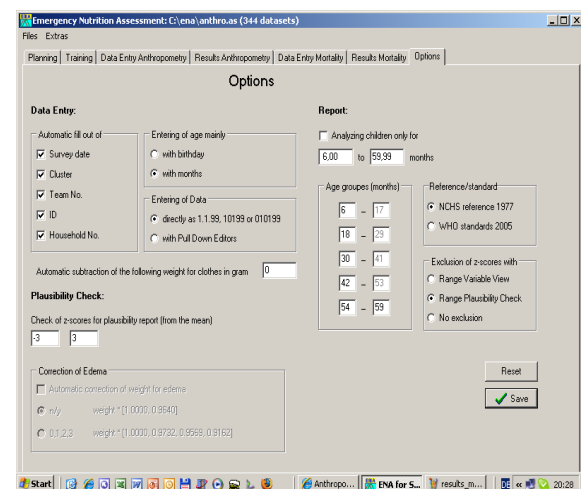 Emergency Nutrition Assessment: C:\ena\anthro.as (344 datasets)
Files Extras
Planning Training Data Entry Anthropometry Results Anthropometry Data Entry Mortality Results Mortality Options
Options
Data Entry:
Automatic fill out of
Survey date
Cluster
Team No.
ID
Household No.
Entering of age mainly
with birthday
with months
Entering of Data
directly as 1.1.99, 10199 or 010199
with Pull Down Editors
Automatic subtraction of the following weight for clothes in gram 0
Plausibility Check:
Check of z-scores for plausibility report (from the mean)
-3 3
Correction of Edema
Automatic correction of weight for edema
n/y weight * [1.0000, 0.9640]
0,1,2,3 weight * [1.0000, 0.9732, 0.9569, 0.9162]
Report:
Analyzing children only for
6,00 to 59,99 months
Age groupes (months)
6 - 17
18 - 29
30 - 41
42 - 53
54 - 59
Reference/standard
NCHS reference 1977
WHO standards 2005
Exclusion of z-scores with
Range Variable View
Range Plausibility Check
No exclusion
Reset
Save
Start Anthropo... ENA for S... results_m... DE « 20:28